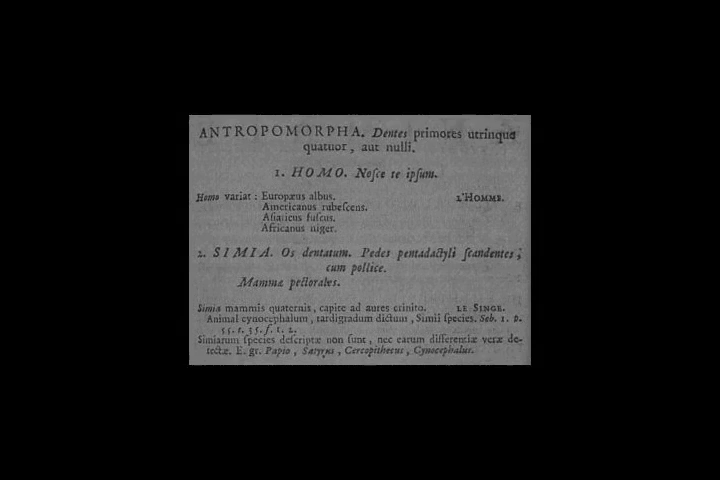 ANTROPOMORPHA. Dentes primores utrinque
quatuor, aut nulli.
1. HOMO. Nosce te ipsum.
Homo variat: Europæus albus. L'HOMME.
Americanus rubescens.
Asiaticus fuscus.
Africanus niger.
2. SIMIA. Os dentatum. Pedes pentadactyli scandentes,
cum pollice.
Mammæ pectorales.
Simia mammis quaternis, capite ad aures crinito. LE SINGE.
Animal cynocephalum, tardigradum dictum, Simii species. Seb. 1. p.
55. t. 35. f. 1. 2.
Simiarum species descriptæ non sunt, nec earum differentiæ veræ de-
tectæ. E. gr. Papio, Satyrus, Cercopithecus, Cynocephalus.